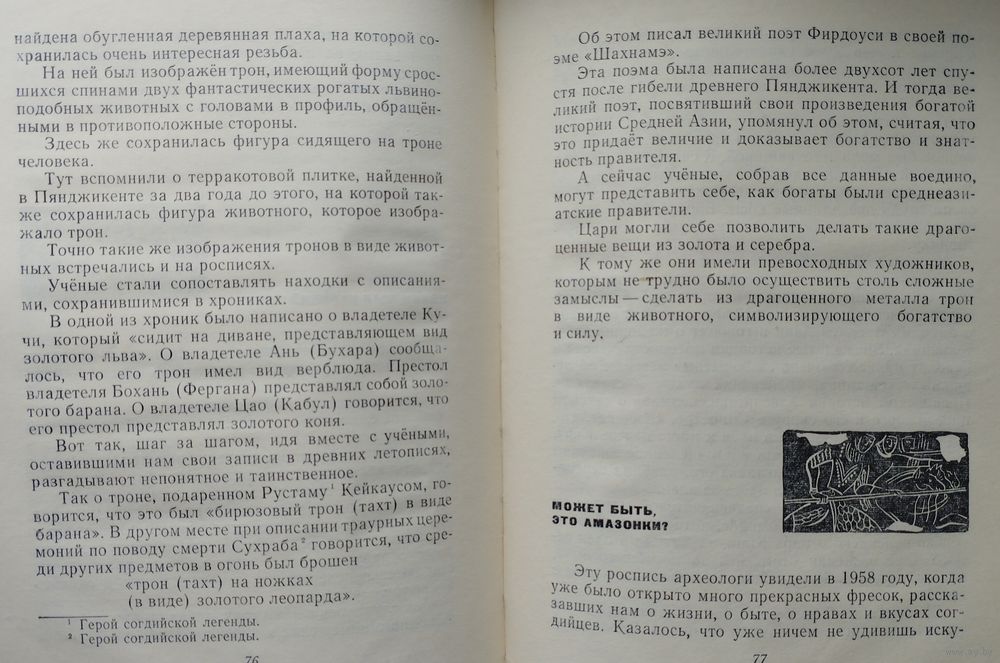 найдена обугленная деревянная плаха, на которой со-
хранилась очень интересная резьба.
На ней был изображён трон, имеющий форму срос-
шихся спинами двух фантастических рогатых львино-
подобных животных с головами в профиль, обращён-
ными в противоположные стороны.
Здесь же сохранилась фигура сидящего на троне
человека.
Тут вспомнили о терракотовой плитке, найденной
в Пянджикенте за два года до этого, на которой так-
же сохранилась фигура животного, которое изобра-
жало трон.
Точно такие же изображения тронов в виде живот-
ных встречались и на росписях.
Учёные стали сопоставлять находки с описания-
ми, сохранившимися в хрониках.
В одной из хроник было написано о владетеле Ку-
чи, который «сидит на диване, представляющем вид
золотого льва». О владетеле Ань (Бухара) сообща-
лось, что его трон имел вид верблюда. Престол
владетеля Бохань (Фергана) представлял собой золо-
того барана. О владетеле Цао (Кабул) говорится, что
его престол представлял золотого коня.
Вот так, шаг за шагом, идя вместе с учёными,
оставившими нам свои записи в древних летописях,
разгадывают непонятное и таинственное.
Так о троне, подаренном Рустаму¹ Кейкаусом, го-
ворится, что это был «бирюзовый трон (тахт) в виде
барана». В другом месте при описании траурных цере-
моний по поводу смерти Сухраба² говорится, что сре-
ди других предметов в огонь был брошен
«трон (тахт) на ножках
(в виде) золотого леопарда».
¹ Герой согдийской легенды.
² Герой согдийской легенды.
76
Об этом писал великий поэт Фирдоуси в своей по-
эме «Шахнамэ».
Эта поэма была написана более двухсот лет спу-
стя после гибели древнего Пянджикента. И тогда ве-
ликий поэт, посвятивший свои произведения богатой
истории Средней Азии, упомянул об этом, считая, что
это придаёт величие и доказывает богатство и знат-
ность правителя.
А сейчас учёные, собрав все данные воедино,
могут представить себе, как богаты были среднеази-
атские правители.
Цари могли себе позволить делать такие драго-
ценные вещи из золота и серебра.
К тому же они имели превосходных художников,
которым не трудно было осуществить столь сложные
замыслы — сделать из драгоценного металла трон
в виде животного, символизирующего богатство
и силу.
МОЖЕТ БЫТЬ,
ЭТО АМАЗОНКИ?
Эту роспись археологи увидели в 1958 году, когда
уже было открыто много прекрасных фресок, расска-
завших нам о жизни, о быте, о нравах и вкусах сог-
дийцев. Казалось, что уже ничем не удивишь иску-
77